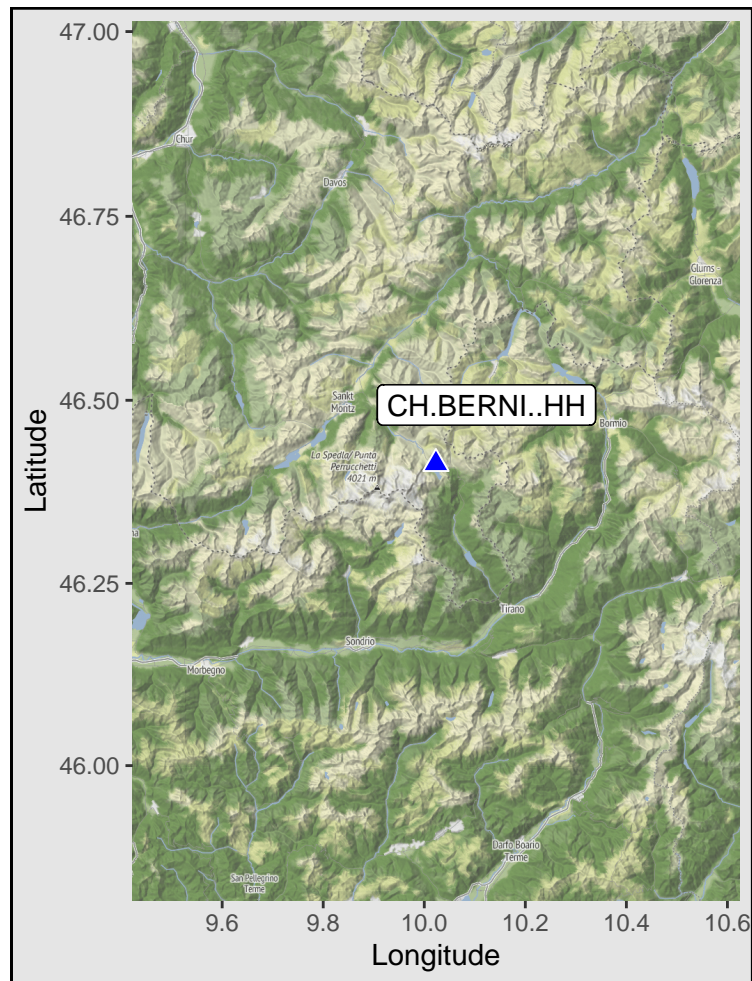 47.00
Chur
Davos
46.75
Glurns -
Glorenza
46.50
Sankt
Moritz
CH.BERNI..HH
Bormio
La Spedla/ Punta
Perrucchetti
4021 m
Latitude
na
46.25
Tirano
Sondrio
Morbegno
46.00
Darfo Boario
Terme
San Pellegrino
Terme
9.6
9.8
10.0
10.2
10.4
10.6
Longitude